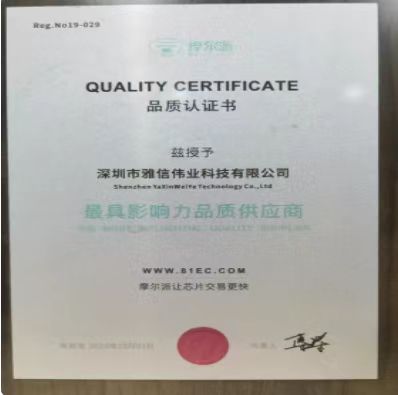 Reg.No19-029
摩尔派
QUALITY CERTIFICATE
品质认证书
兹授予
深圳市雅信伟业科技有限公司
Shenzhen YaXinWeiYe Technology Co.,Ltd
最具影响力品质供应商
WWW.81EC.COM
摩尔派让芯片交易更快